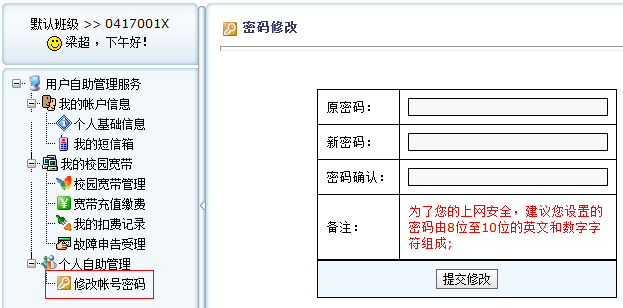 默认班级 >> 0417001X
梁超 ，下午好！
用户自助管理服务
我的帐户信息
个人基础信息
我的短信箱
我的校园宽带
校园宽带管理
宽带充值缴费
我的扣费记录
故障申告受理
个人自助管理
修改帐号密码
密码修改
原密码：
新密码：
密码确认：
备注：
为了您的上网安全，建议您设置的
密码由8位至10位的英文和数字字
符组成;
提交修改